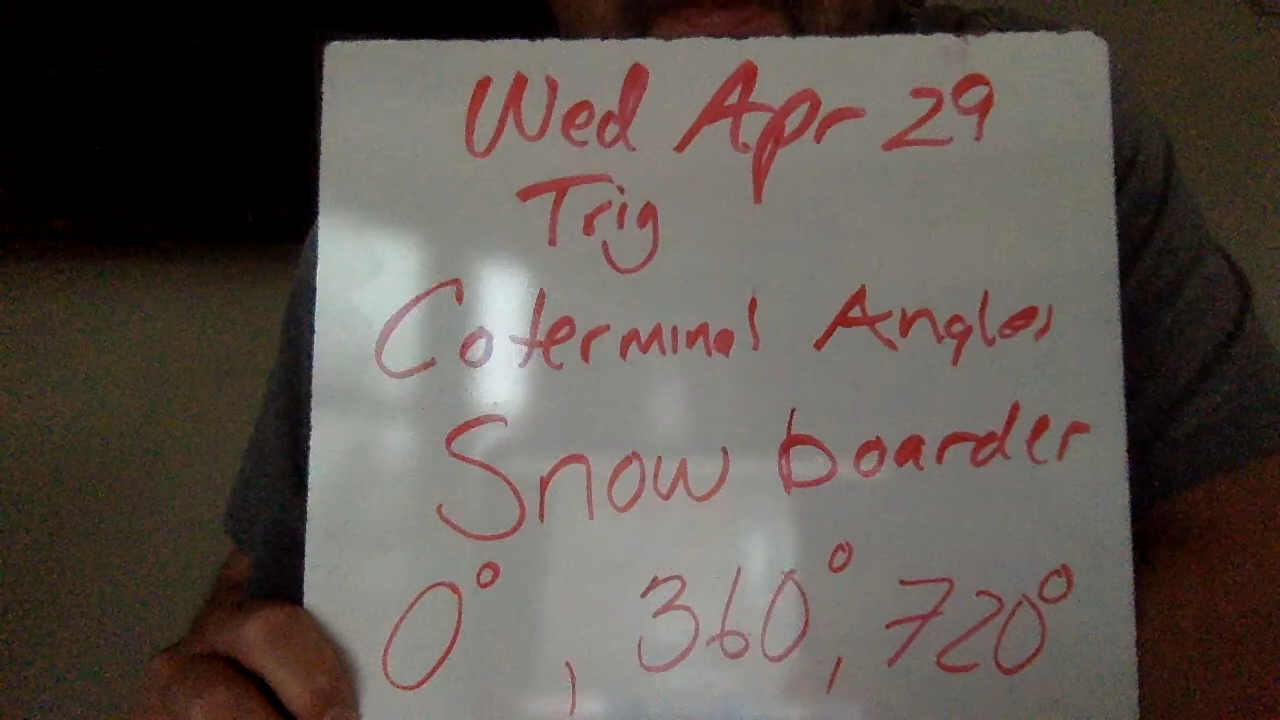 Wed Apr 29
Trig
Coterminal Angles
Snow boarder
0°, 360°, 720°